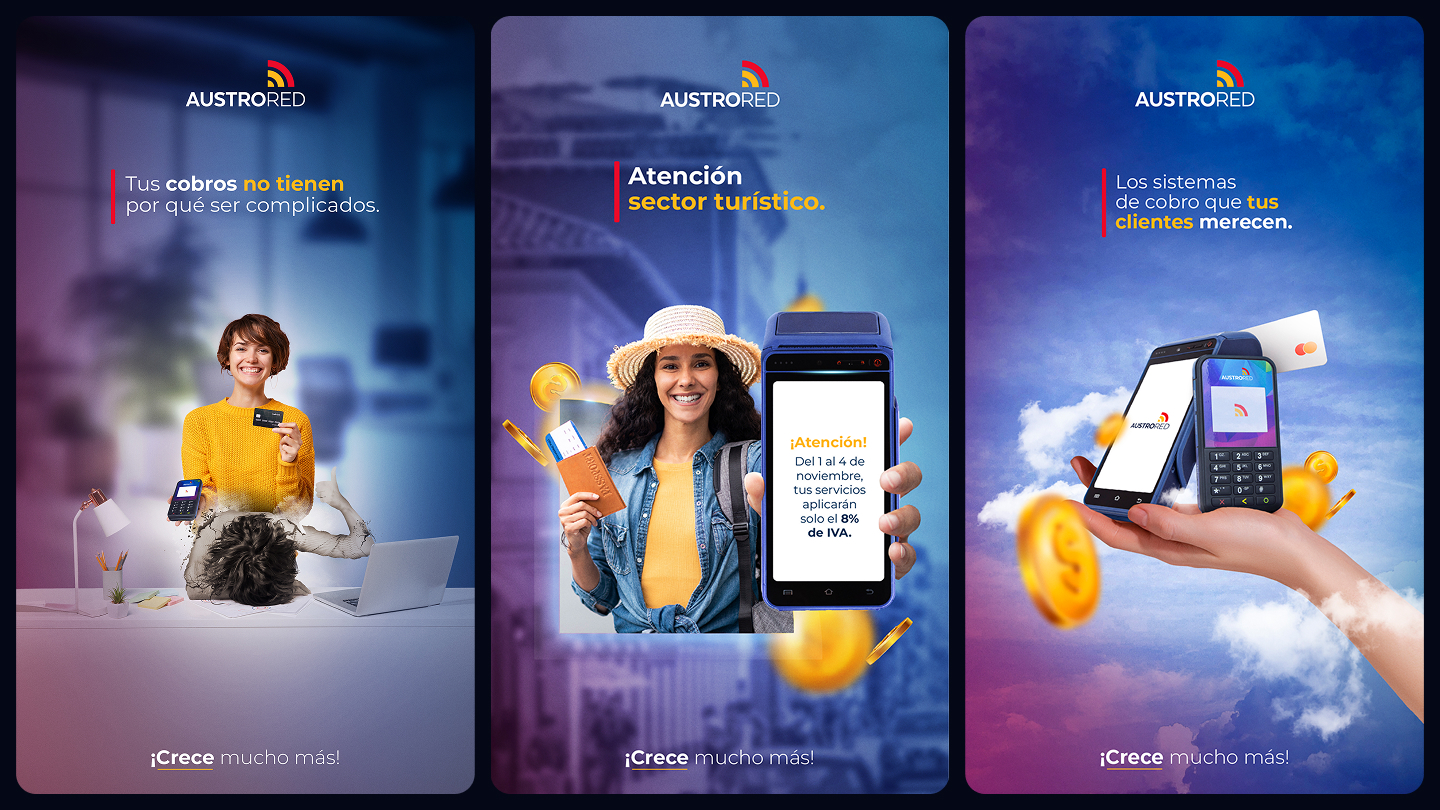 AUSTRORED
Tus cobros no tienen
por qué ser complicados.
¡Crece mucho más!
AUSTRORED
Atención
sector turístico.
PASSPORT
¡Atención!
Del 1 al 4 de
noviembre,
tus servicios
aplicarán
solo el 8%
de IVA.
¡Crece mucho más!
AUSTRORED
Los sistemas
de cobro que tus
clientes merecen.
AUSTRORED
AUSTRORED
¡Crece mucho más!